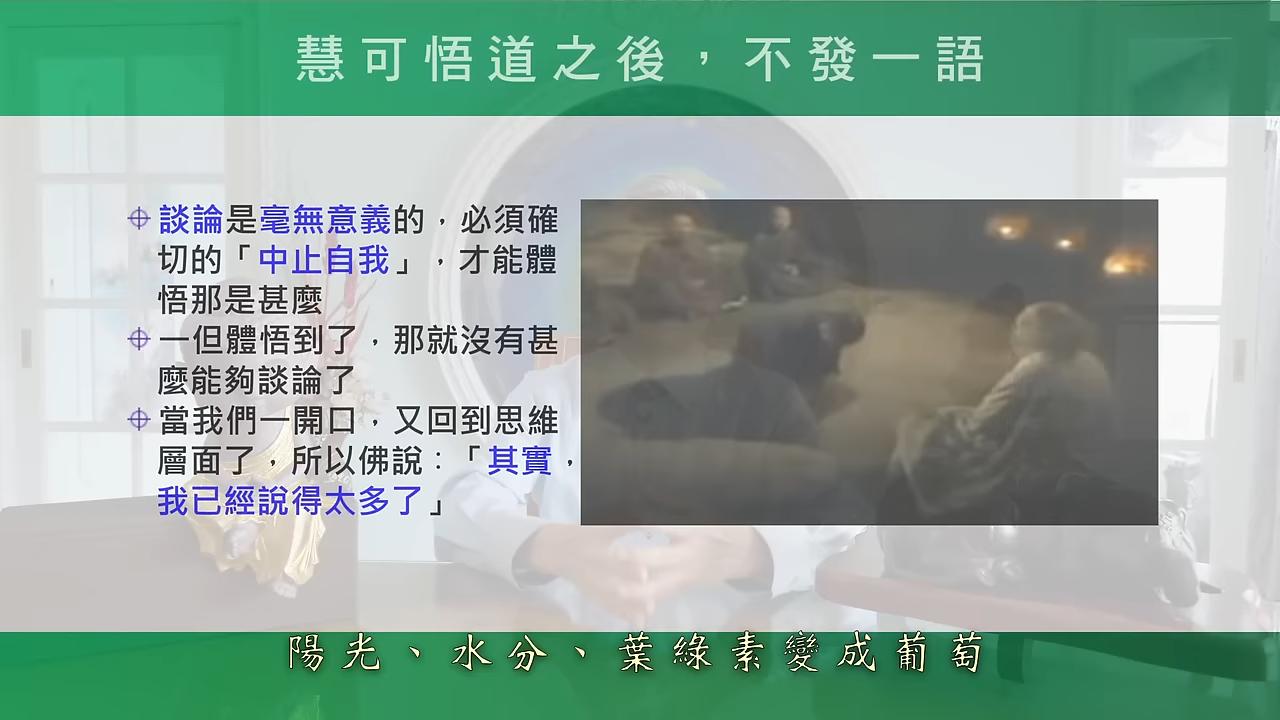 慧可悟道之後，不發一語
談論是毫無意義的，必須確
切的「中止自我」，才能體
悟那是甚麼
一但體悟到了，那就沒有甚
麼能夠談論了
當我們一開口，又回到思維
層面了，所以佛說：「其實，
我已經說得太多了」
陽光、水分、葉綠素變成葡萄